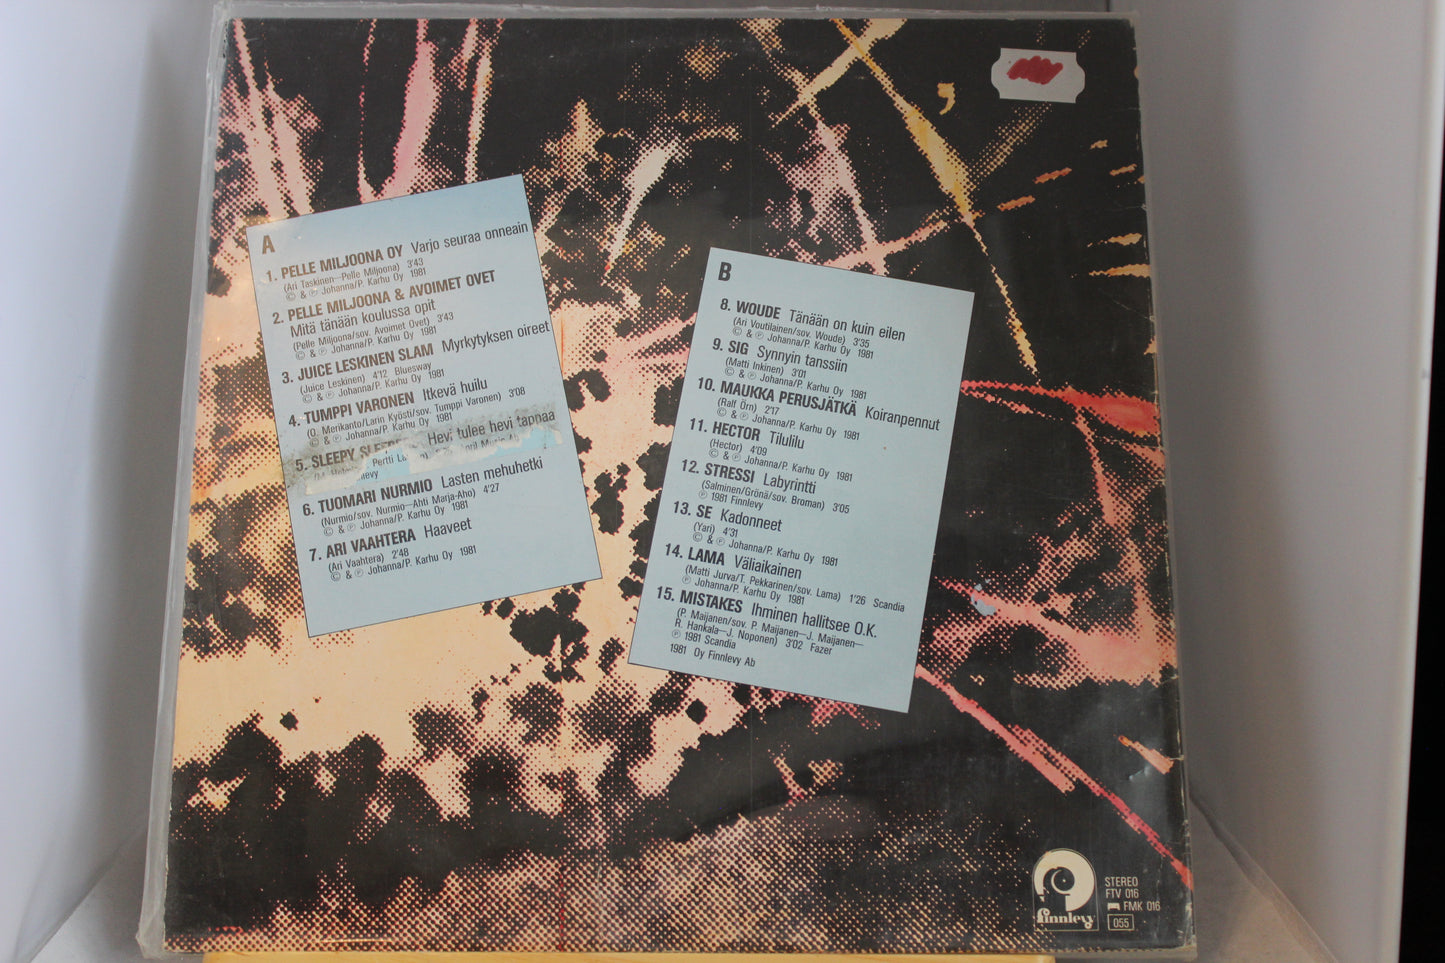 A
1. PELLE MILJOONA OY Varjo seuraa onneain
(Ari Taskinen—Pelle Miljoona) 3'43
© & ℗ Johanna/P. Karhu Oy 1981
2. PELLE MILJOONA & AVOIMET OVET
Mitä tänään koulussa opit
(Pelle Miljoona/sov. Avoimet Ovet) 3'43
© & ℗ Johanna/P. Karhu Oy 1981
3. JUICE LESKINEN SLAM Myrkytyksen oireet
(Juice Leskinen) 4'12 Bluesway
© & ℗ Johanna/P. Karhu Oy 1981
4. TUMPPI VARONEN Itkevä huilu
(O. Merikanto/Larin Kyösti/sov. Tumppi Varonen) 3'08
© & ℗ Johanna/P. Karhu Oy 1981
5. SLEEPY Hevi tulee hevi tappaa
Pertti
6. TUOMARI NURMIO Lasten mehuhetki
(Nurmio/sov. Nurmio—Ahti Marja-Aho) 4'27
© & ℗ Johanna/P. Karhu Oy 1981
7. ARI VAAHTERA Haaveet
(Ari Vaahtera) 2'48
© & ℗ Johanna/P. Karhu Oy 1981
B
8. WOUDE Tänään on kuin eilen
(Ari Voutilainen/sov. Woude) 3'35
© & ℗ Johanna/P. Karhu Oy 1981
9. SIG Synnyin tanssiin
(Matti Inkinen) 3'01
© & ℗ Johanna/P. Karhu Oy 1981
10. MAUKKA PERUSJÄTKÄ Koiranpennut
(Ralf Örn) 2'17
© & ℗ Johanna/P. Karhu Oy 1981
11. HECTOR Tilulilu
(Hector) 4'09
© & ℗ Johanna/P. Karhu Oy 1981
12. STRESSI Labyrintti
(Salminen/Grönä/sov. Broman) 3'05
℗ 1981 Finnlevy
13. SE Kadonneet
(Yari) 4'31
© & ℗ Johanna/P. Karhu Oy 1981
14. LAMA Väliaikainen
(Matti Jurva/T. Pekkarinen/sov. Lama) 1'26 Scandia
℗ Johanna/P. Karhu Oy 1981
15. MISTAKES Ihminen hallitsee O.K.
(P. Maijanen/sov. P. Maijanen—J. Maijanen—
R. Hankala—J. Noponen) 3'02 Fazer
℗ 1981 Scandia
1981 Oy Finnlevy Ab
finnlevy
STEREO
FTV 016
FMK 016
055